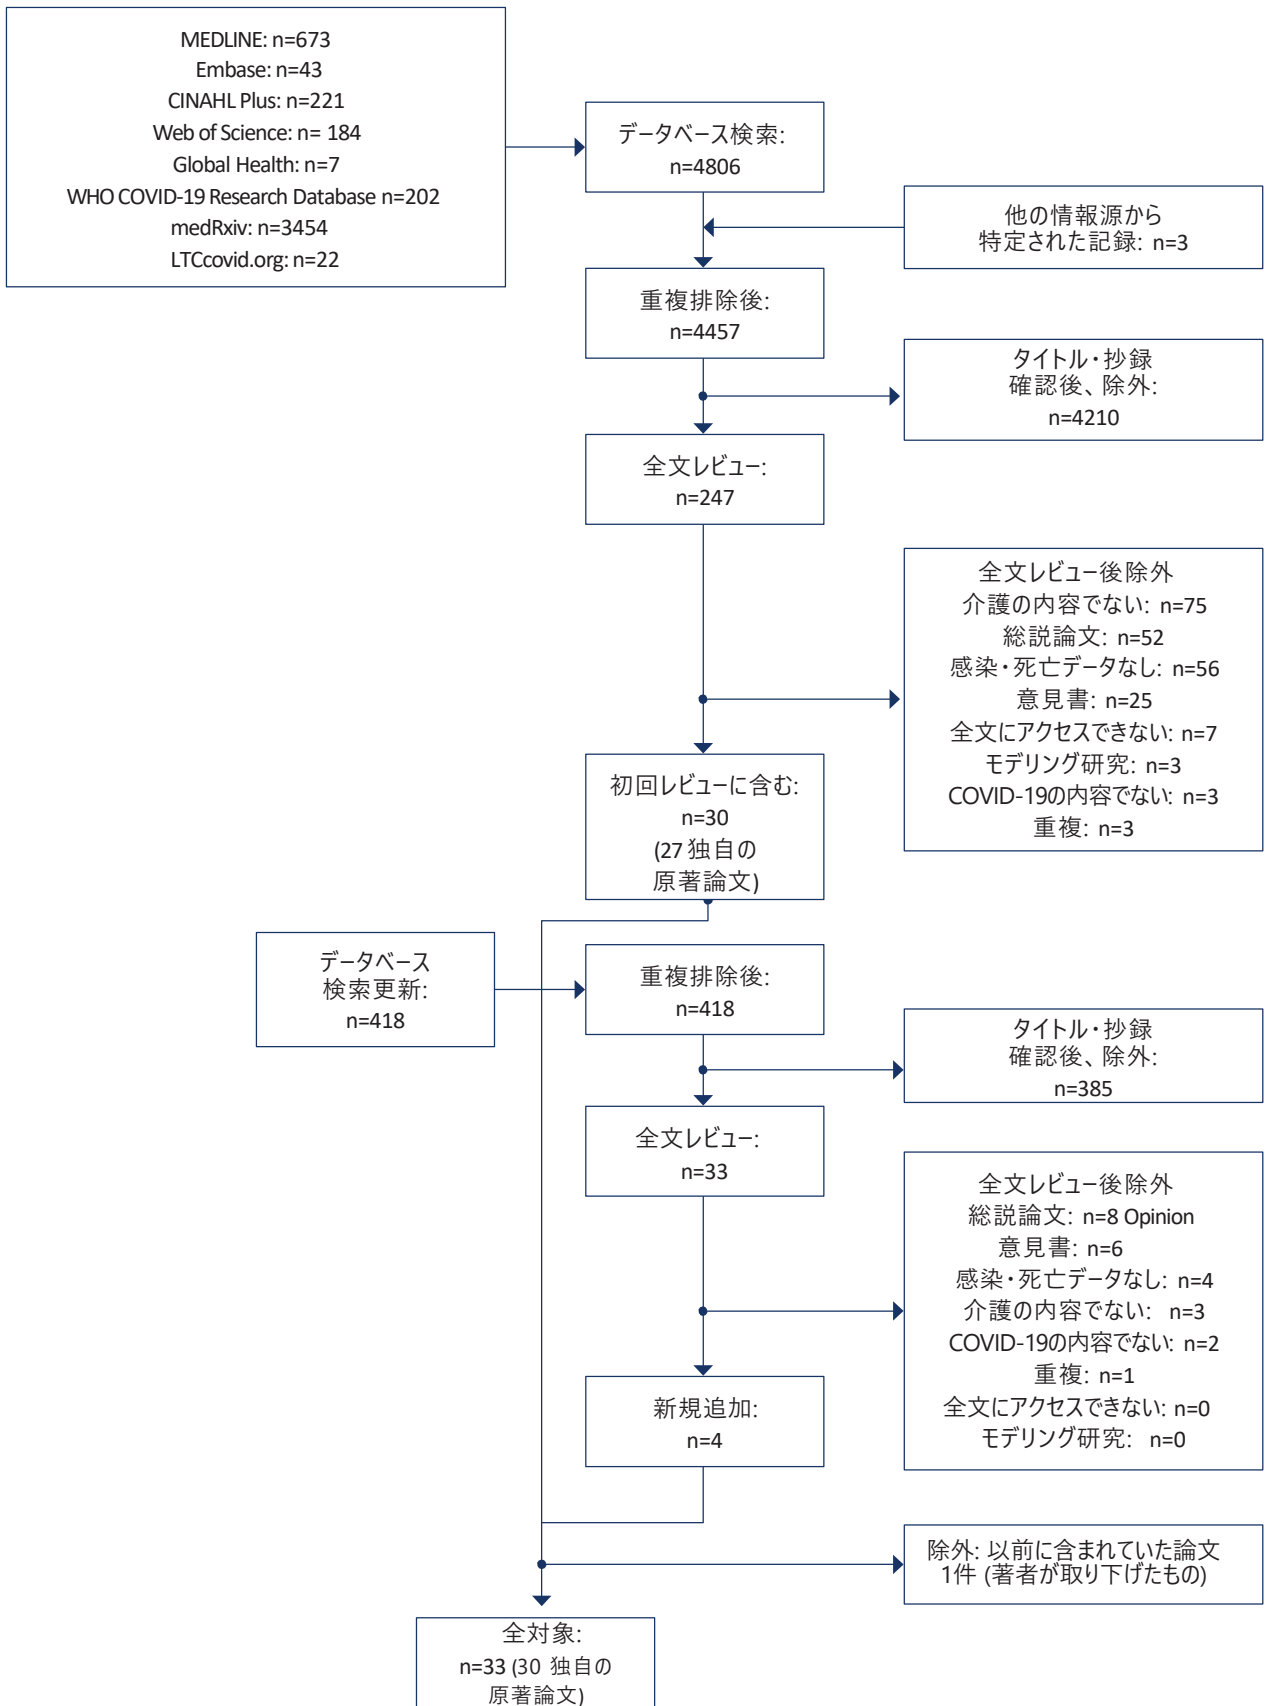 MEDLINE: n=673
Embase: n=43
CINAHL Plus: n=221
Web of Science: n= 184
Global Health: n=7
WHO COVID-19 Research Database n=202
medRxiv: n=3454
LTCcovid.org: n=22
データベース検索:
n=4806
他の情報源から
特定された記録: n=3
重複排除後:
n=4457
タイトル・抄録
確認後、除外:
n=4210
全文レビュー:
n=247
全文レビュー後除外
介護の内容でない: n=75
総説論文: n=52
感染・死亡データなし: n=56
意見書: n=25
全文にアクセスできない: n=7
モデリング研究: n=3
COVID-19の内容でない: n=3
重複: n=3
初回レビューに含む:
n=30
(27 独自の
原著論文)
データベース
検索更新:
n=418
重複排除後:
n=418
タイトル・抄録
確認後、除外:
n=385
全文レビュー:
n=33
全文レビュー後除外
総説論文: n=8 Opinion
意見書: n=6
感染・死亡データなし: n=4
介護の内容でない: n=3
COVID-19の内容でない: n=2
重複: n=1
全文にアクセスできない: n=0
モデリング研究: n=0
新規追加:
n=4
除外: 以前に含まれていた論文
1件 (著者が取り下げたもの)
全対象:
n=33 (30 独自の
原著論文)